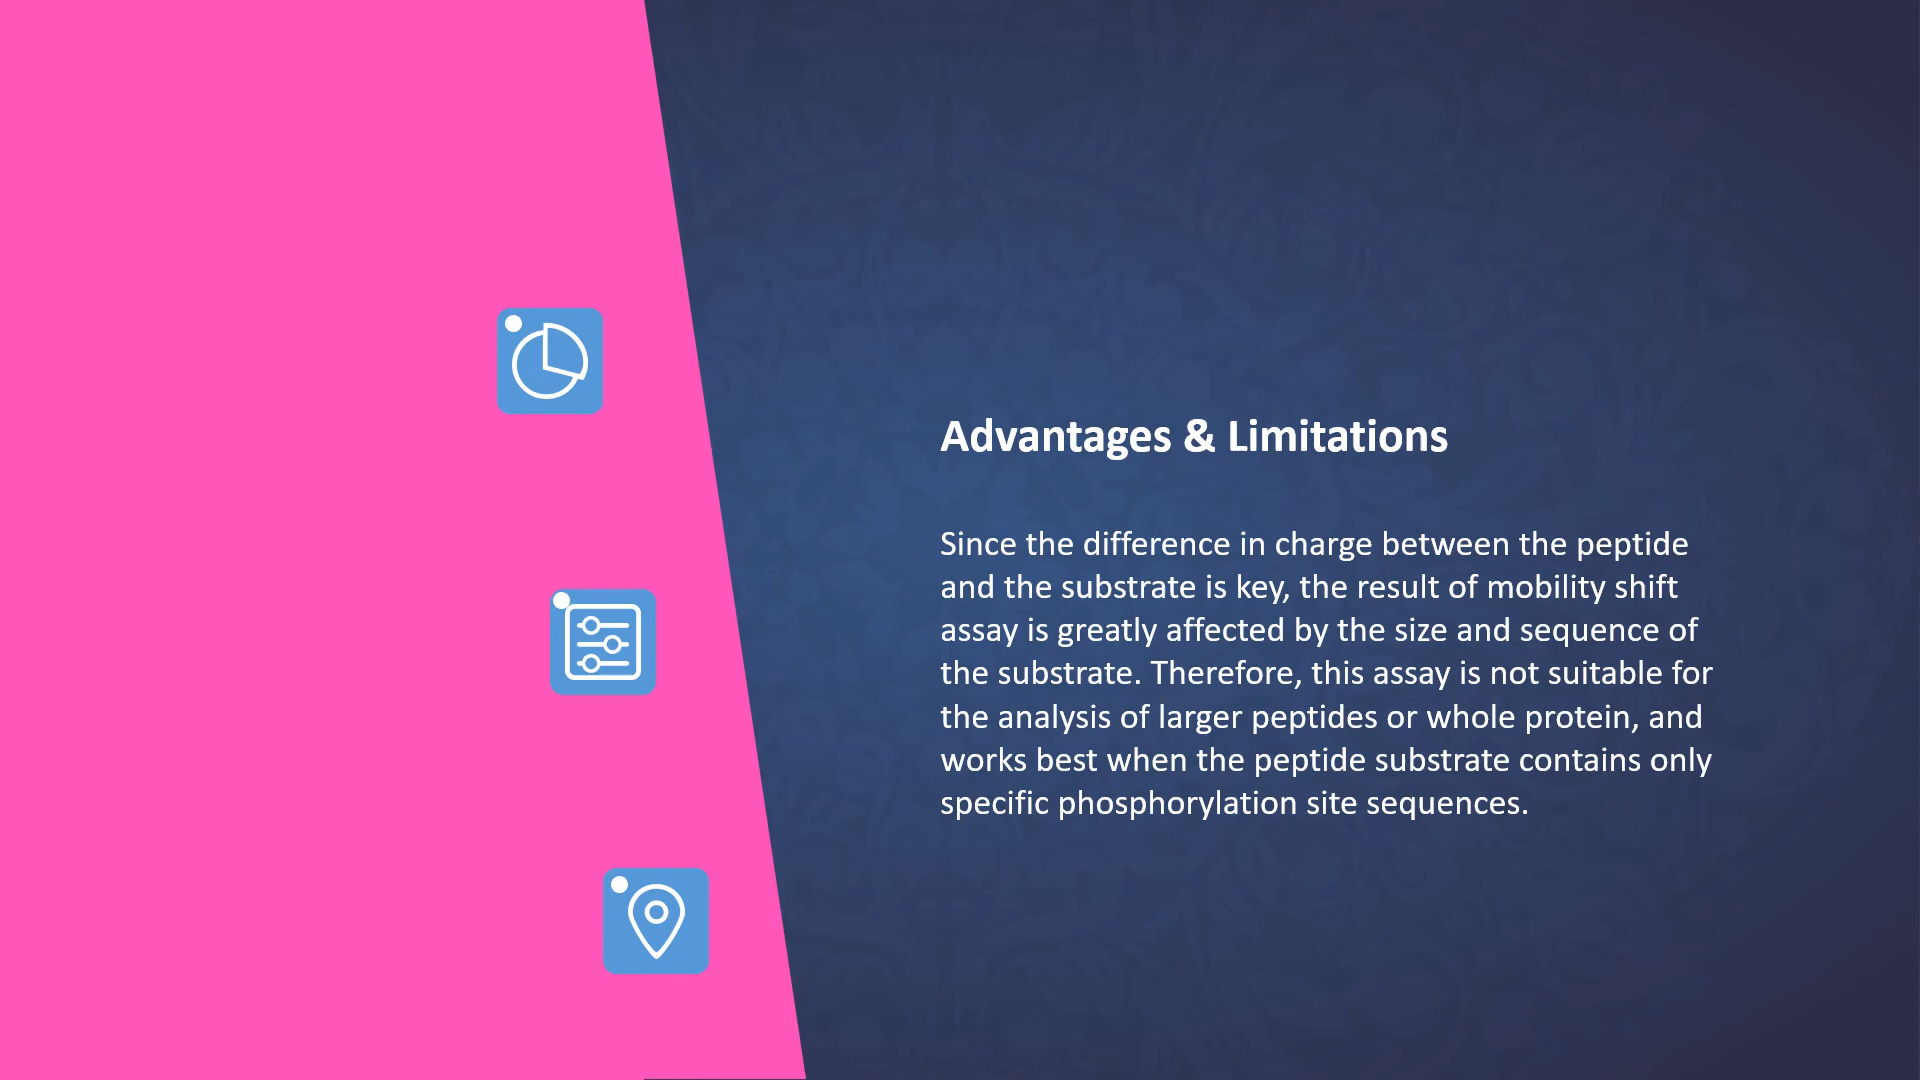 Advantages & Limitations
Since the difference in charge between the peptide
and the substrate is key, the result of mobility shift
assay is greatly affected by the size and sequence of
the substrate. Therefore, this assay is not suitable for
the analysis of larger peptides or whole protein, and
works best when the peptide substrate contains only
specific phosphorylation site sequences.